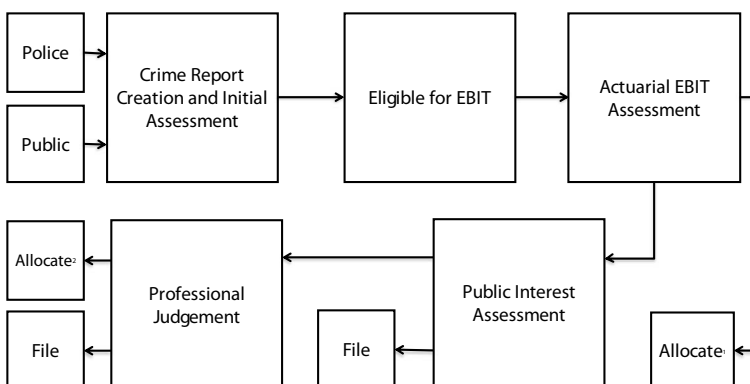 Police
Public
Crime Report
Creation and Initial
Assessment
Eligible for EBIT
Actuarial EBIT
Assessment
Allocate²
File
Professional
Judgement
File
Public Interest
Assessment
Allocate¹